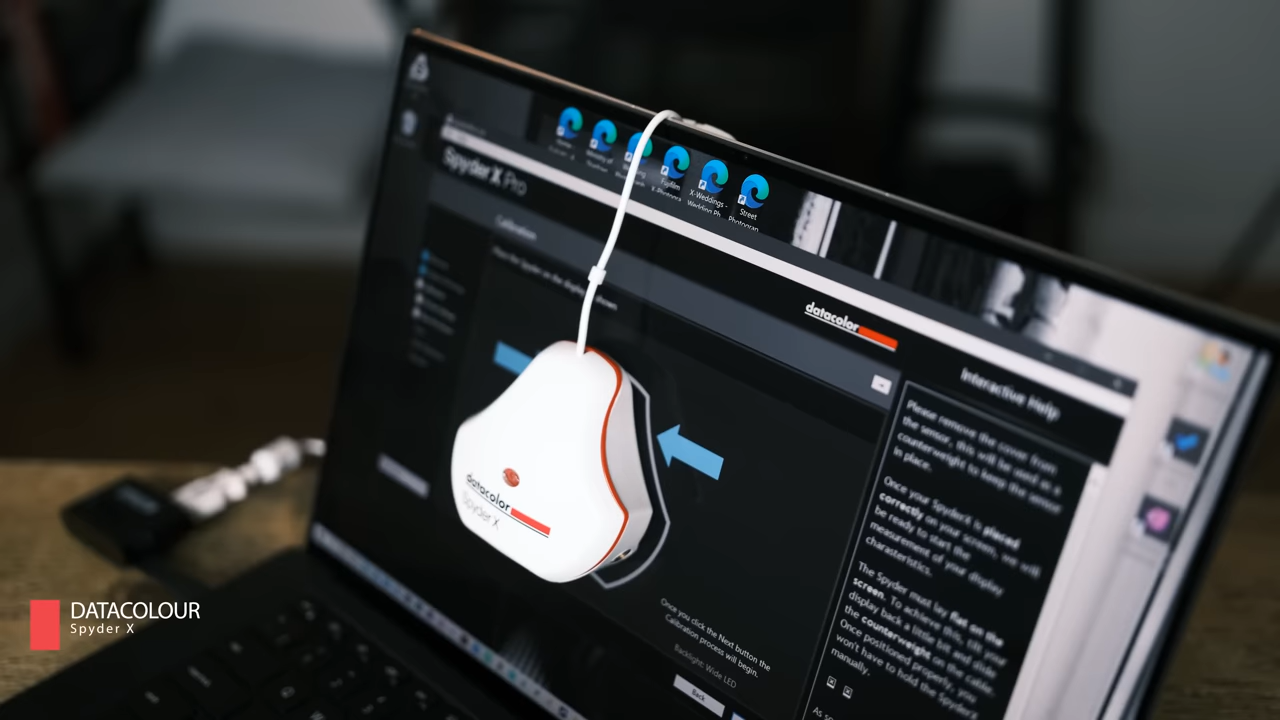 Spyder X Pro
Calibration
Fujifilm
X-Weddings -
Street
datacolor
Interactive Help
Please remove the cover from
the sensor, this will be used as a
counterweight to keep the sensor
in place.
Once your SpyderX is placed
correctly on your screen, we will
be ready to start the
measurement of your display
charasteristics.
The Spyder must lay flat on the
screen. To achieve this, tilt your
display back a little bit and slide
the counterweight on the cable.
Once positioned properly, you
won't have to hold the SpyderX
manually.
datacolor
SpyderX
Once you click the Next button the
Calibration process will begin.
Backlight: Wide LED
Back
DATACOLOUR
Spyder X